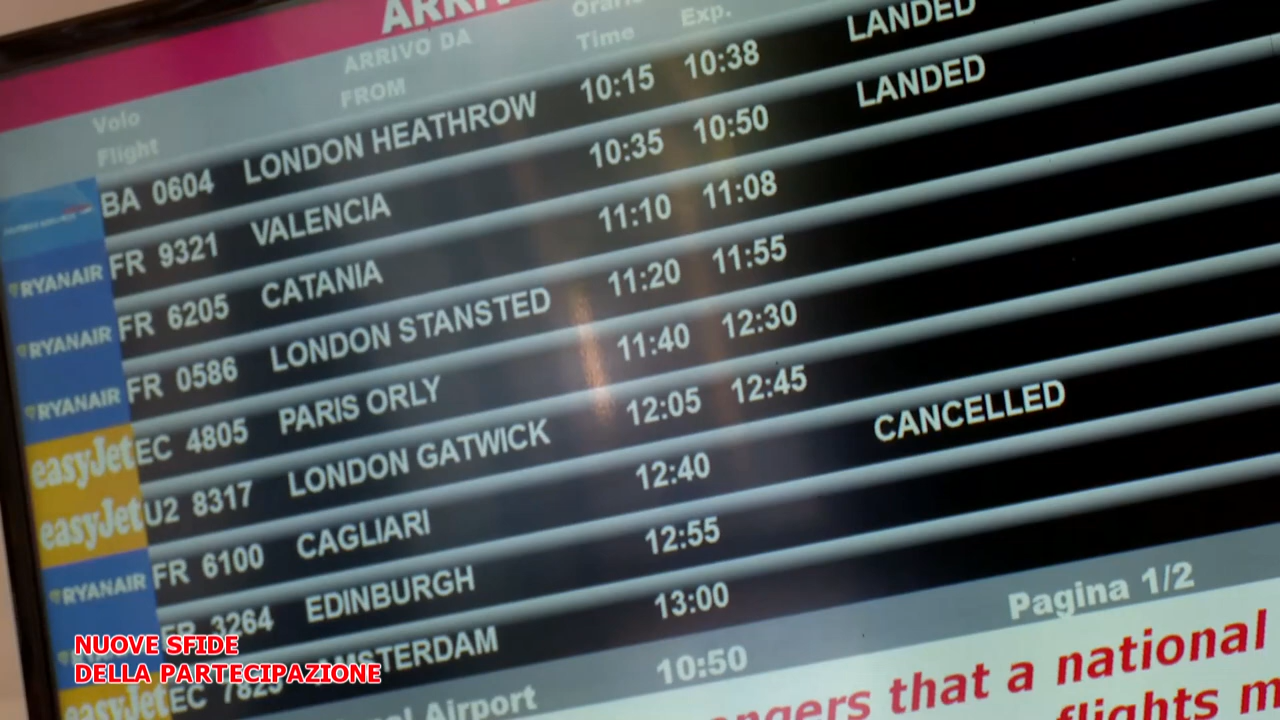 Volo ARRIVO DA Orario
Flight FROM Time Exp.
BA 0604 LONDON HEATHROW 10:15 10:38 LANDED
RYANAIR FR 9321 VALENCIA 10:35 10:50 LANDED
RYANAIR FR 6205 CATANIA 11:10 11:08
RYANAIR FR 0586 LONDON STANSTED 11:20 11:55
easyJet EC 4805 PARIS ORLY 11:40 12:30
easyJet U2 8317 LONDON GATWICK 12:05 12:45
RYANAIR FR 6100 CAGLIARI 12:40 CANCELLED
FR 3264 EDINBURGH 12:55
easyJet EC 7825 AMSTERDAM 13:00
Airport 10:50 Pagina 1/2
that a national
flights
NUOVE SFIDE
DELLA PARTECIPAZIONE